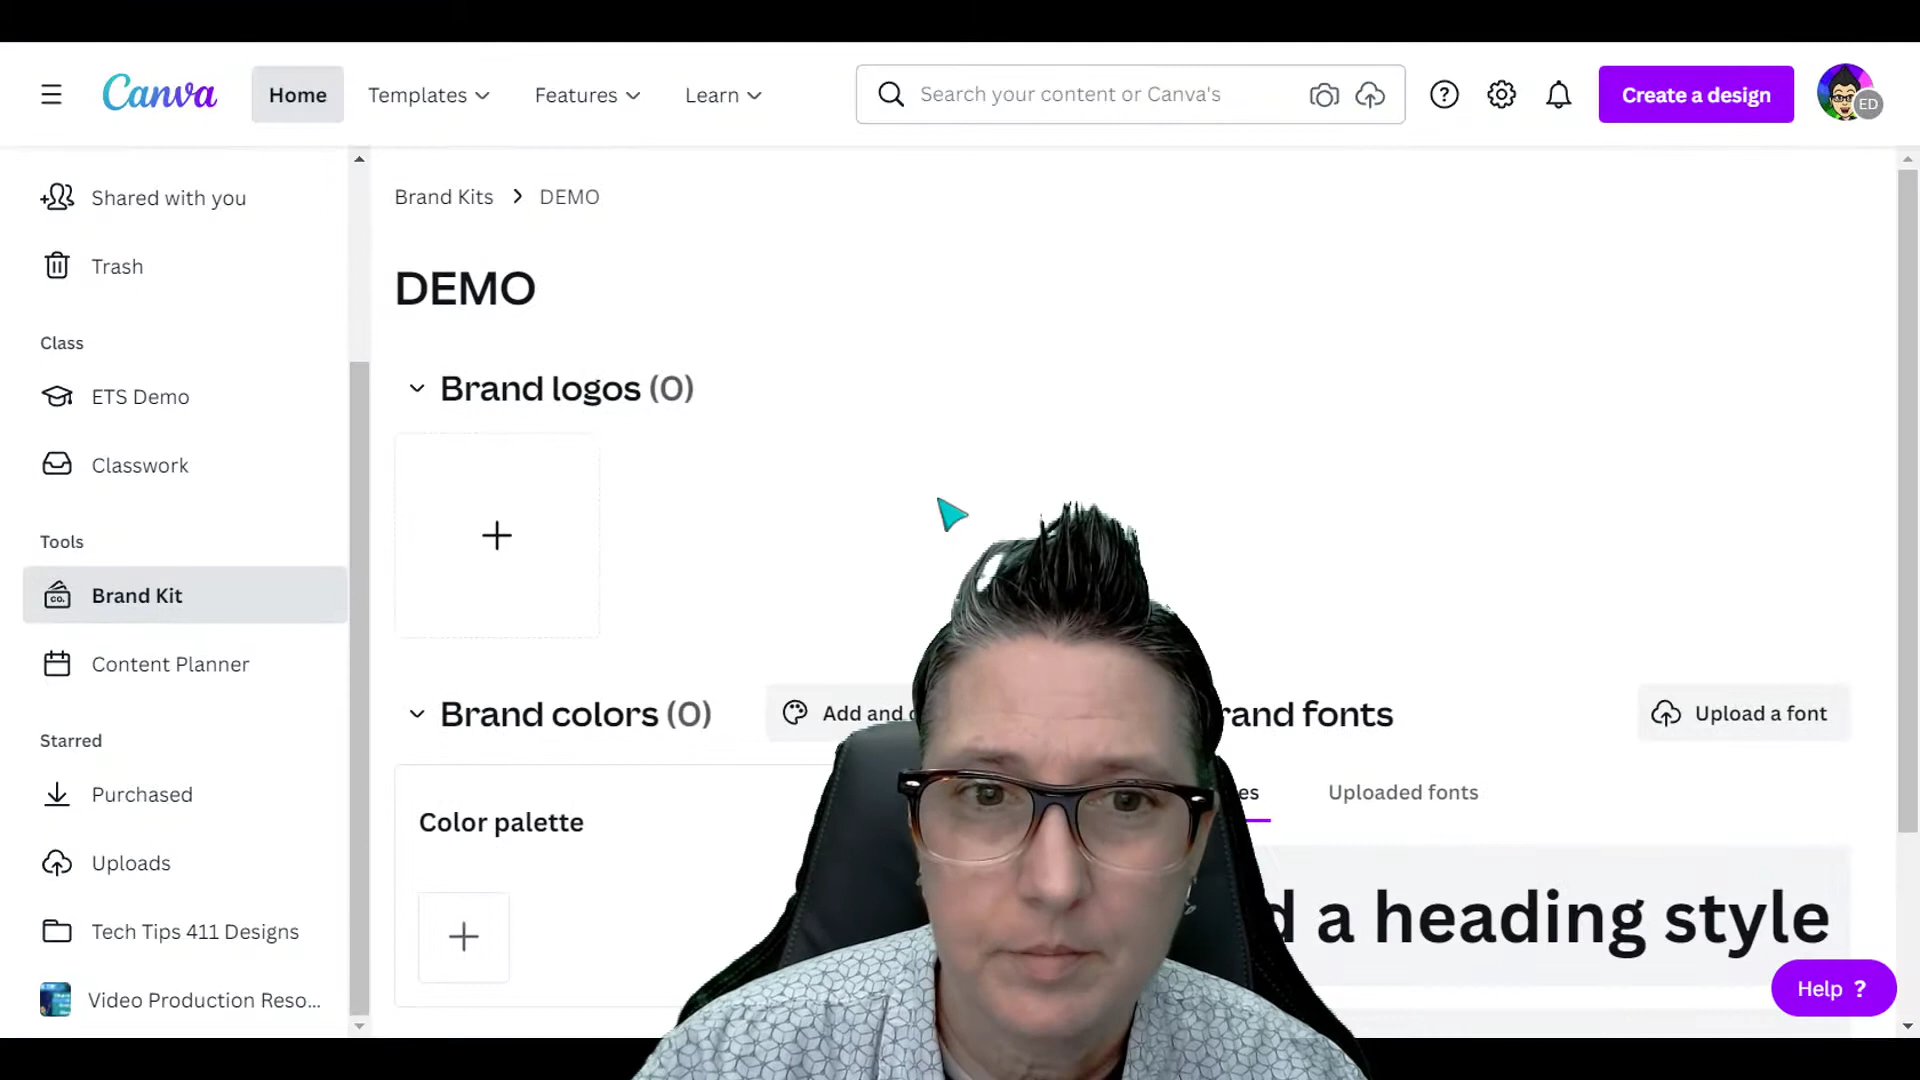 Canva
Home
Templates
Features
Learn
Search your content or Canva's
?
Create a design
ED
Shared with you
Trash
Class
ETS Demo
Classwork
Tools
CO.
Brand Kit
Content Planner
Starred
Purchased
Uploads
Tech Tips 411 Designs
Video Production Reso...
Brand Kits > DEMO
DEMO
Brand logos (0)
Brand colors (0)
Add and
rand fonts
Upload a font
Color palette
es
Uploaded fonts
d a heading style
Help ?